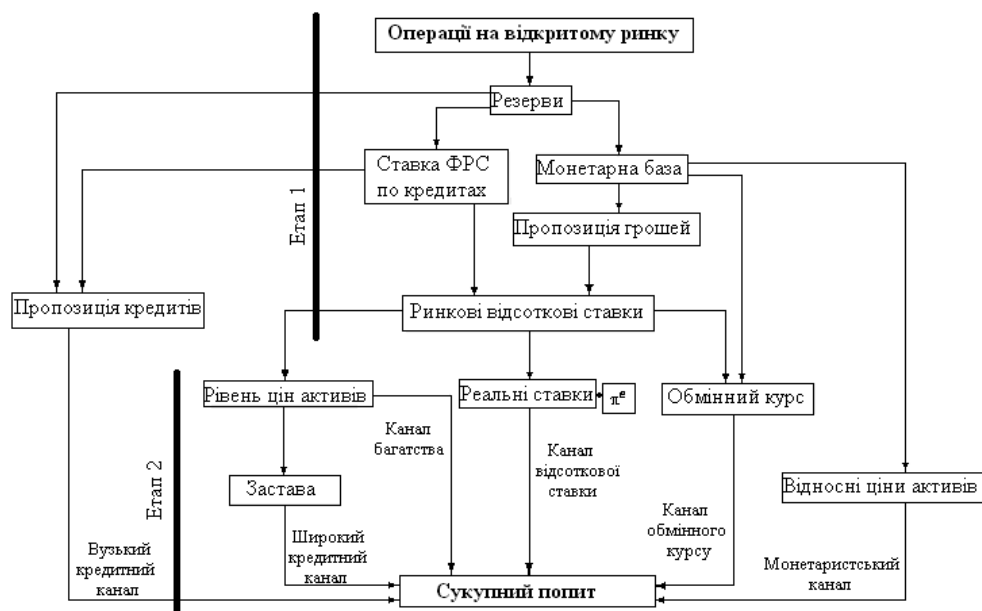 Операції на відкритому ринку
Резерви
Ставка ФРС
по кредитах
Монетарна база
Етап 1
Пропозиція грошей
Пропозиція кредитів
Ринкові відсоткові ставки
Рівень цін активів
Реальні ставки
πᵉ
Обмінний курс
Канал
багатства
Канал
відсоткової
ставки
Етап 2
Застава
Відносні ціни активів
Канал
обмінного
курсу
Вузький
кредитний
канал
Широкий
кредитний
канал
Монетаристський
канал
Сукупний попит